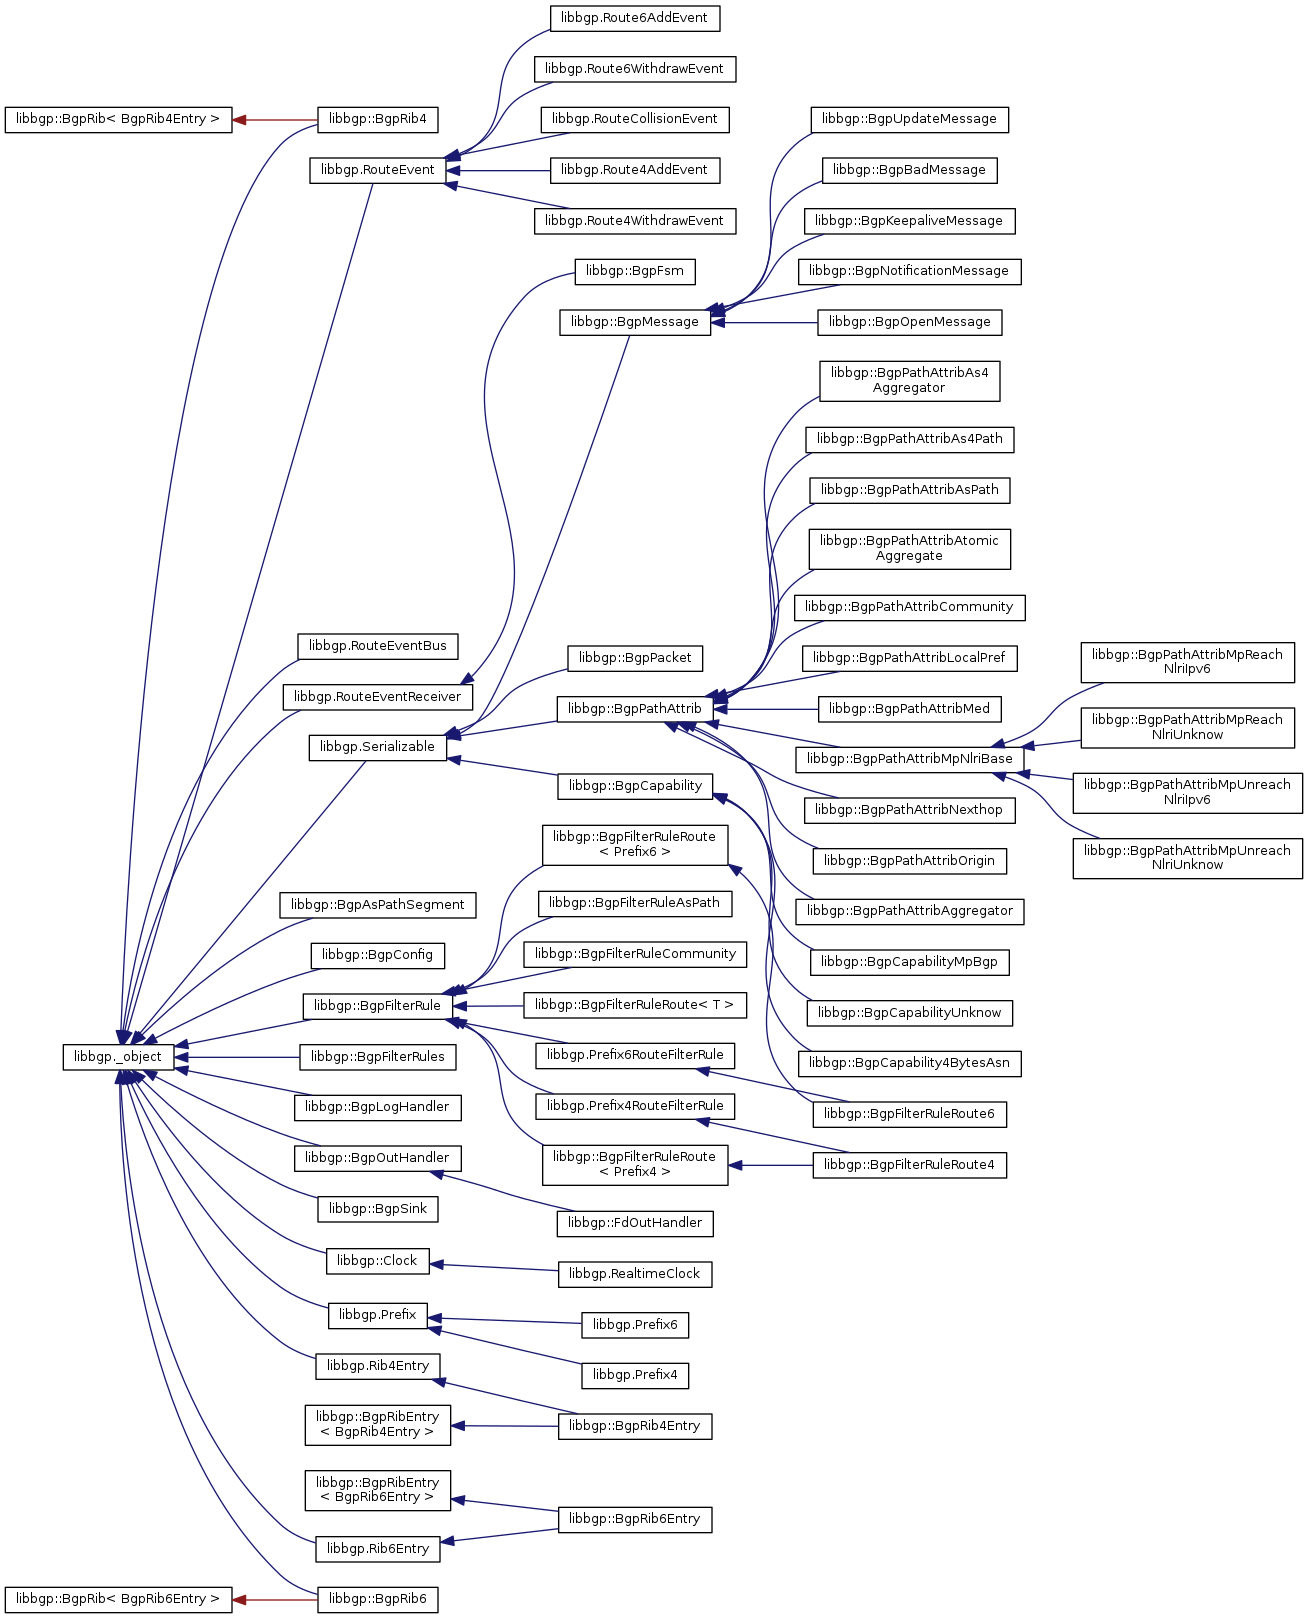 libbgp.Route6AddEvent
libbgp.Route6WithdrawEvent
libbgp::BgpRib< BgpRib4Entry >
libbgp::BgpRib4
libbgp.RouteCollisionEvent
libbgp::BgpUpdateMessage
libbgp.RouteEvent
libbgp.Route4AddEvent
libbgp::BgpBadMessage
libbgp.Route4WithdrawEvent
libbgp::BgpKeepaliveMessage
libbgp::BgpFsm
libbgp::BgpNotificationMessage
libbgp::BgpMessage
libbgp::BgpOpenMessage
libbgp::BgpPathAttribAs4
Aggregator
libbgp::BgpPathAttribAs4Path
libbgp::BgpPathAttribAsPath
libbgp::BgpPathAttribAtomic
Aggregate
libbgp::BgpPathAttribCommunity
libbgp.RouteEventBus
libbgp::BgpPacket
libbgp::BgpPathAttribLocalPref
libbgp::BgpPathAttribMpReach
NlriIpv6
libbgp.RouteEventReceiver
libbgp::BgpPathAttrib
libbgp::BgpPathAttribMed
libbgp::BgpPathAttribMpReach
NlriUnknow
libbgp.Serializable
libbgp::BgpPathAttribMpNlriBase
libbgp::BgpCapability
libbgp::BgpPathAttribMpUnreach
NlriIpv6
libbgp::BgpPathAttribNexthop
libbgp::BgpFilterRuleRoute
< Prefix6 >
libbgp::BgpPathAttribOrigin
libbgp::BgpPathAttribMpUnreach
NlriUnknow
libbgp::BgpAsPathSegment
libbgp::BgpFilterRuleAsPath
libbgp::BgpPathAttribAggregator
libbgp::BgpConfig
libbgp::BgpFilterRuleCommunity
libbgp::BgpCapabilityMpBgp
libbgp::BgpFilterRule
libbgp::BgpFilterRuleRoute< T >
libbgp::BgpCapabilityUnknow
libbgp._object
libbgp::BgpFilterRules
libbgp.Prefix6RouteFilterRule
libbgp::BgpCapability4BytesAsn
libbgp::BgpLogHandler
libbgp.Prefix4RouteFilterRule
libbgp::BgpFilterRuleRoute6
libbgp::BgpOutHandler
libbgp::BgpFilterRuleRoute
< Prefix4 >
libbgp::BgpFilterRuleRoute4
libbgp::BgpSink
libbgp::FdOutHandler
libbgp::Clock
libbgp.RealtimeClock
libbgp.Prefix
libbgp.Prefix6
libbgp.Rib4Entry
libbgp.Prefix4
libbgp::BgpRibEntry
< BgpRib4Entry >
libbgp::BgpRib4Entry
libbgp::BgpRibEntry
< BgpRib6Entry >
libbgp::BgpRib6Entry
libbgp.Rib6Entry
libbgp::BgpRib< BgpRib6Entry >
libbgp::BgpRib6